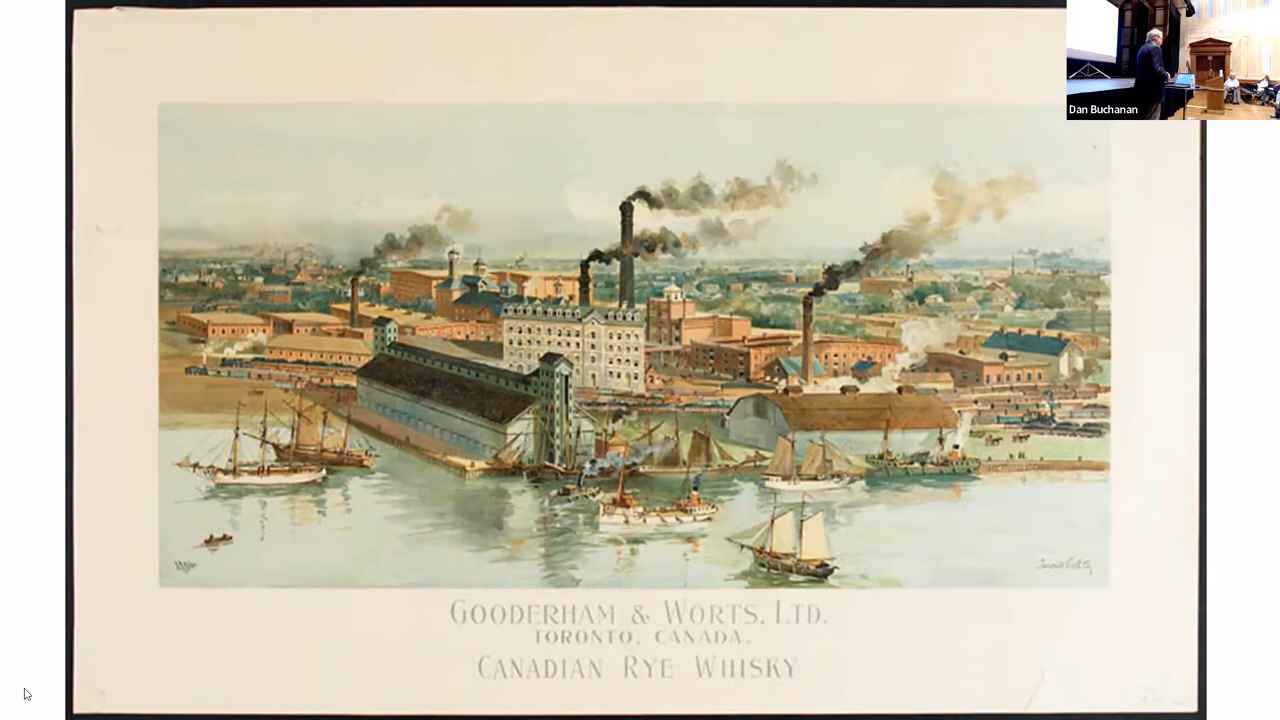 Dan Buchanan
GOODERHAM & WORTS, LTD.
TORONTO, CANADA.
CANADIAN RYE WHISKY